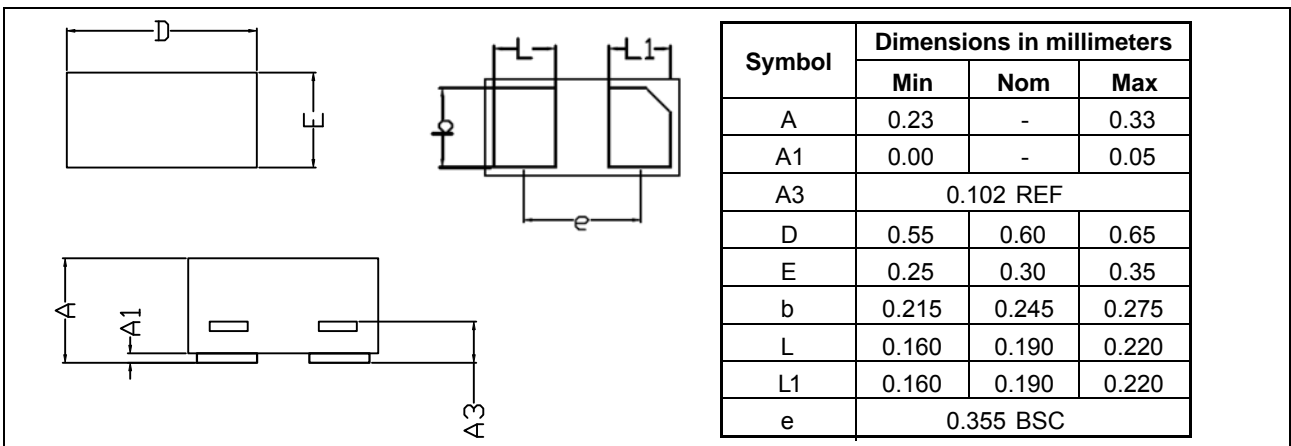 D
E
L
L1
b
e
A
A1
A3
Symbol Dimensions in millimeters
Min Nom Max
A 0.23 - 0.33
A1 0.00 - 0.05
A3 0.102 REF
D 0.55 0.60 0.65
E 0.25 0.30 0.35
b 0.215 0.245 0.275
L 0.160 0.190 0.220
L1 0.160 0.190 0.220
e 0.355 BSC